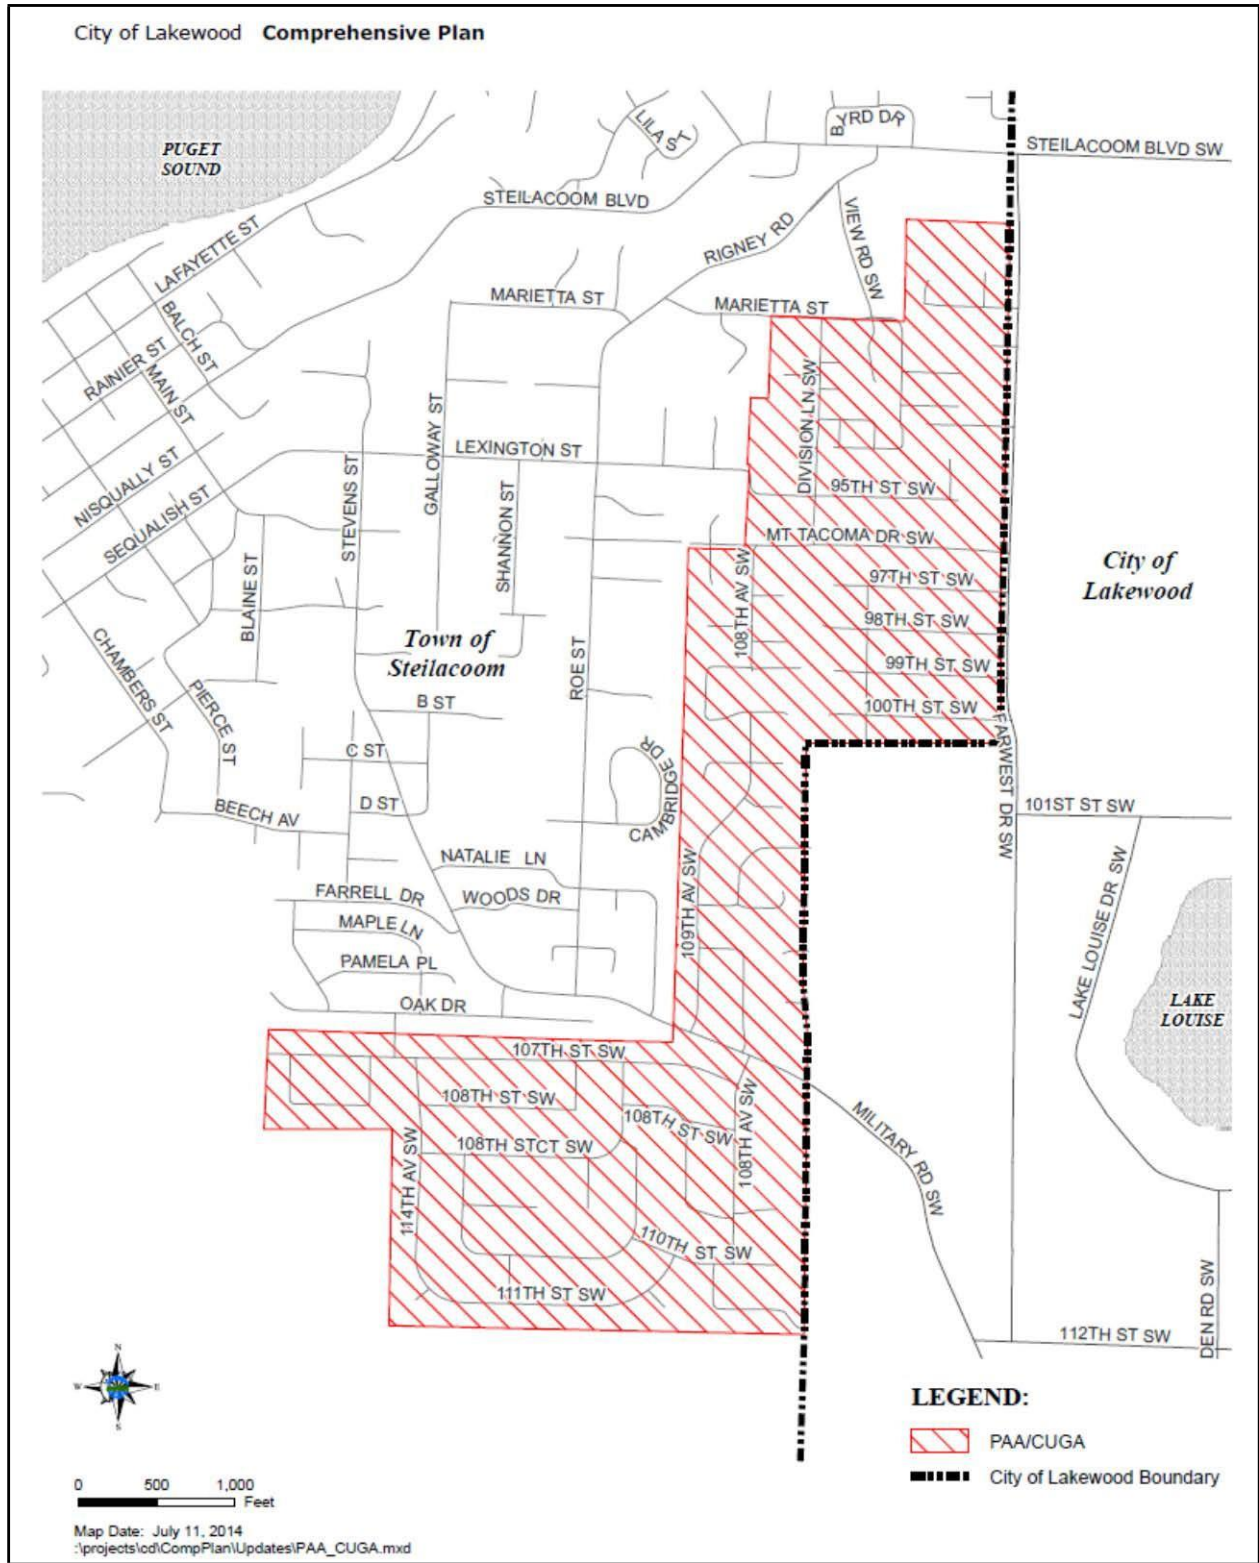 City of Lakewood Comprehensive Plan
PUGET
SOUND
LILA ST
BYRD DR
STEILACOOM BLVD SW
STEILACOOM BLVD
LAFAYETTE ST
RIGNEY RD
VIEW RD SW
MARIETTA ST
MARIETTA ST
BALCH ST
RAINIER ST
MAIN ST
DIVISION LN SW
GALLOWAY ST
LEXINGTON ST
NISQUALLY ST
SEQUALISH ST
STEVENS ST
SHANNON ST
95TH ST SW
MT TACOMA DR SW
City of
Lakewood
97TH ST SW
BLAINE ST
108TH AV SW
98TH ST SW
CHAMBERS ST
Town of
Steilacoom
ROE ST
99TH ST SW
PIERCE ST
B ST
100TH ST SW
FARWEST DR SW
C ST
CAMBRIDGE DR
D ST
BEECH AV
101ST ST SW
NATALIE LN
109TH AV SW
FARRELL DR
WOODS DR
LAKE LOUISE DR SW
MAPLE LN
PAMELA PL
OAK DR
LAKE
LOUISE
107TH ST SW
108TH ST SW
108TH ST SW
108TH AV SW
MILITARY RD SW
108TH STCT SW
114TH AV SW
110TH ST SW
111TH ST SW
DEN RD SW
112TH ST SW
N
W
E
S
LEGEND:
PAA/CUGA
City of Lakewood Boundary
0 500 1,000
Feet
Map Date: July 11, 2014
:\projects\cd\CompPlan\Updates\PAA_CUGA.mxd